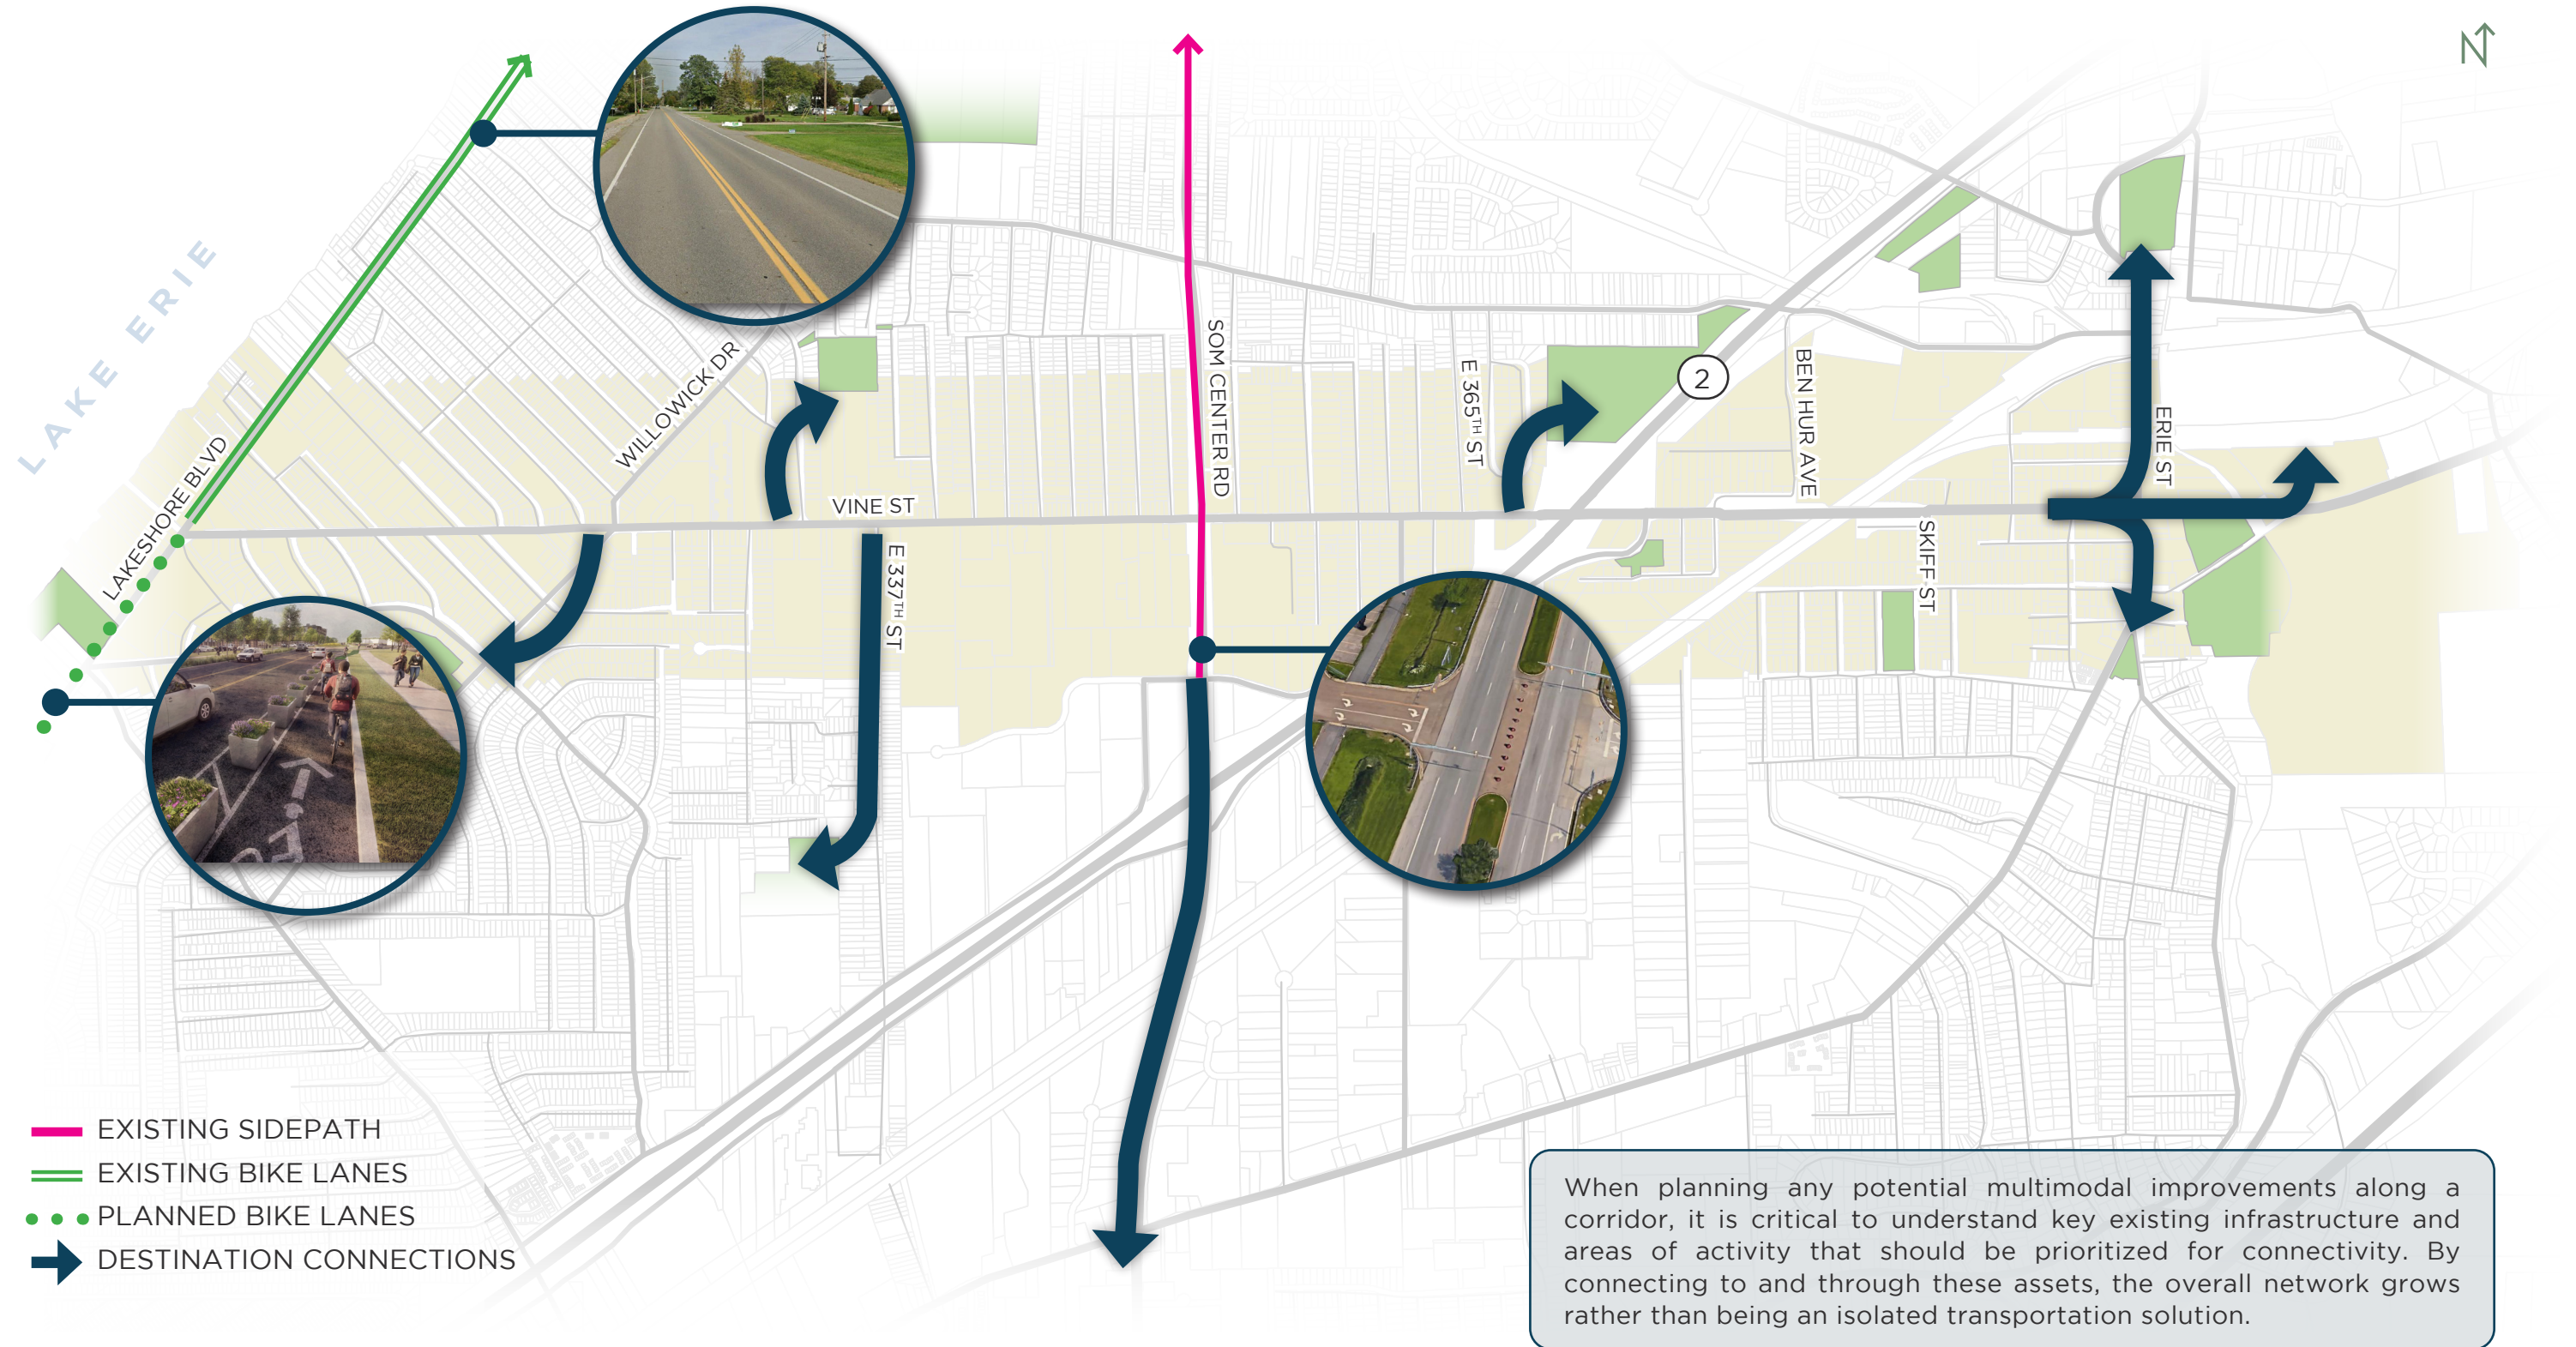 N
LAKE ERIE
LAKESHORE BLVD
WILLOWICK DR
VINE ST
E 337TH ST
SOM CENTER RD
E 365TH ST
2
BEN HUR AVE
SKIFF ST
ERIE ST
EXISTING SIDEPATH
EXISTING BIKE LANES
PLANNED BIKE LANES
DESTINATION CONNECTIONS
When planning any potential multimodal improvements along a
corridor, it is critical to understand key existing infrastructure and
areas of activity that should be prioritized for connectivity. By
connecting to and through these assets, the overall network grows
rather than being an isolated transportation solution.